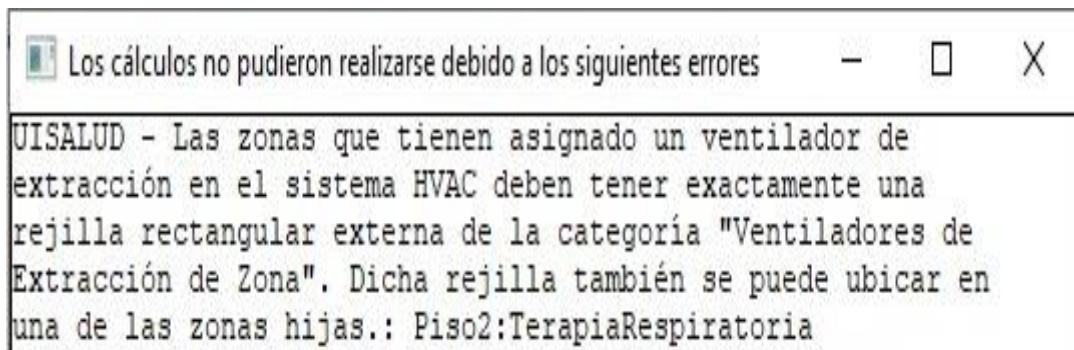 Los cálculos no pudieron realizarse debido a los siguientes errores
UISALUD - Las zonas que tienen asignado un ventilador de
extracción en el sistema HVAC deben tener exactamente una
rejilla rectangular externa de la categoría "Ventiladores de
Extracción de Zona". Dicha rejilla también se puede ubicar en
una de las zonas hijas.: Piso2:TerapiaRespiratoria